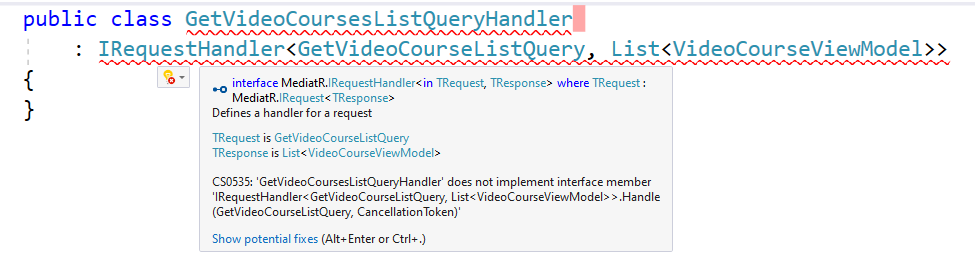 public class GetVideoCoursesListQueryHandler
: IRequestHandler<GetVideoCourseListQuery, List<VideoCourseViewModel>>
{
}
interface MediatR.IRequestHandler<in TRequest, TResponse> where TRequest :
MediatR.IRequest<TResponse>
Defines a handler for a request
TRequest is GetVideoCourseListQuery
TResponse is List<VideoCourseViewModel>
CS0535: 'GetVideoCoursesListQueryHandler' does not implement interface member
'IRequestHandler<GetVideoCourseListQuery, List<VideoCourseViewModel>>.Handle
(GetVideoCourseListQuery, CancellationToken)'
Show potential fixes (Alt+Enter or Ctrl+.)